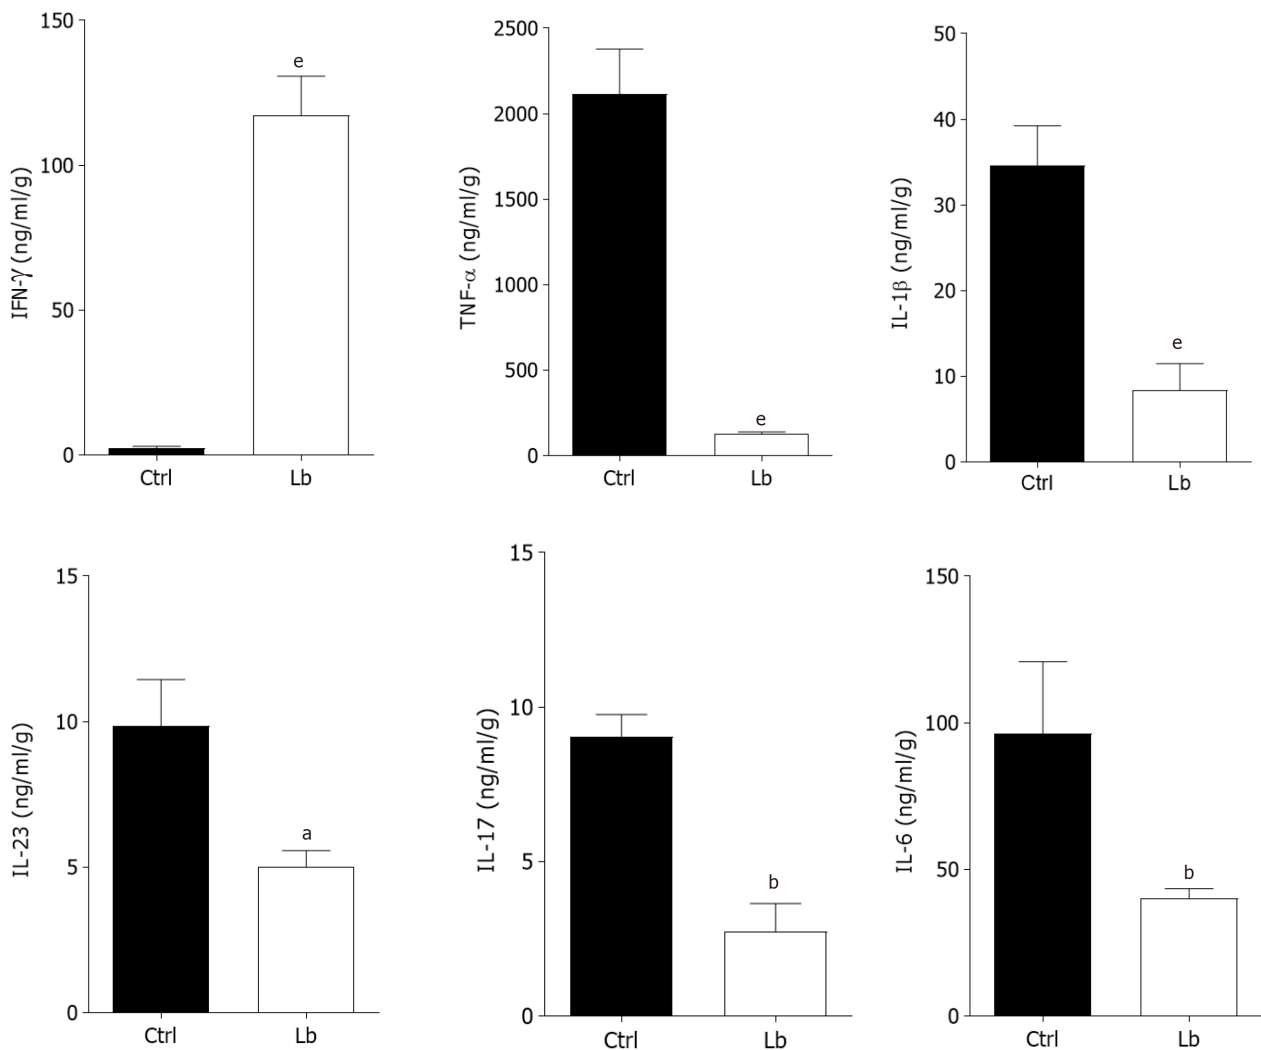 150
100
50
0
IFN-γ (ng/ml/g)
e
Ctrl
Lb
2500
2000
1500
1000
500
0
TNF-α (ng/ml/g)
e
Ctrl
Lb
50
40
30
20
10
0
IL-1β (ng/ml/g)
e
Ctrl
Lb
15
10
5
0
IL-23 (ng/ml/g)
a
Ctrl
Lb
15
10
5
0
IL-17 (ng/ml/g)
b
Ctrl
Lb
150
100
50
0
IL-6 (ng/ml/g)
b
Ctrl
Lb